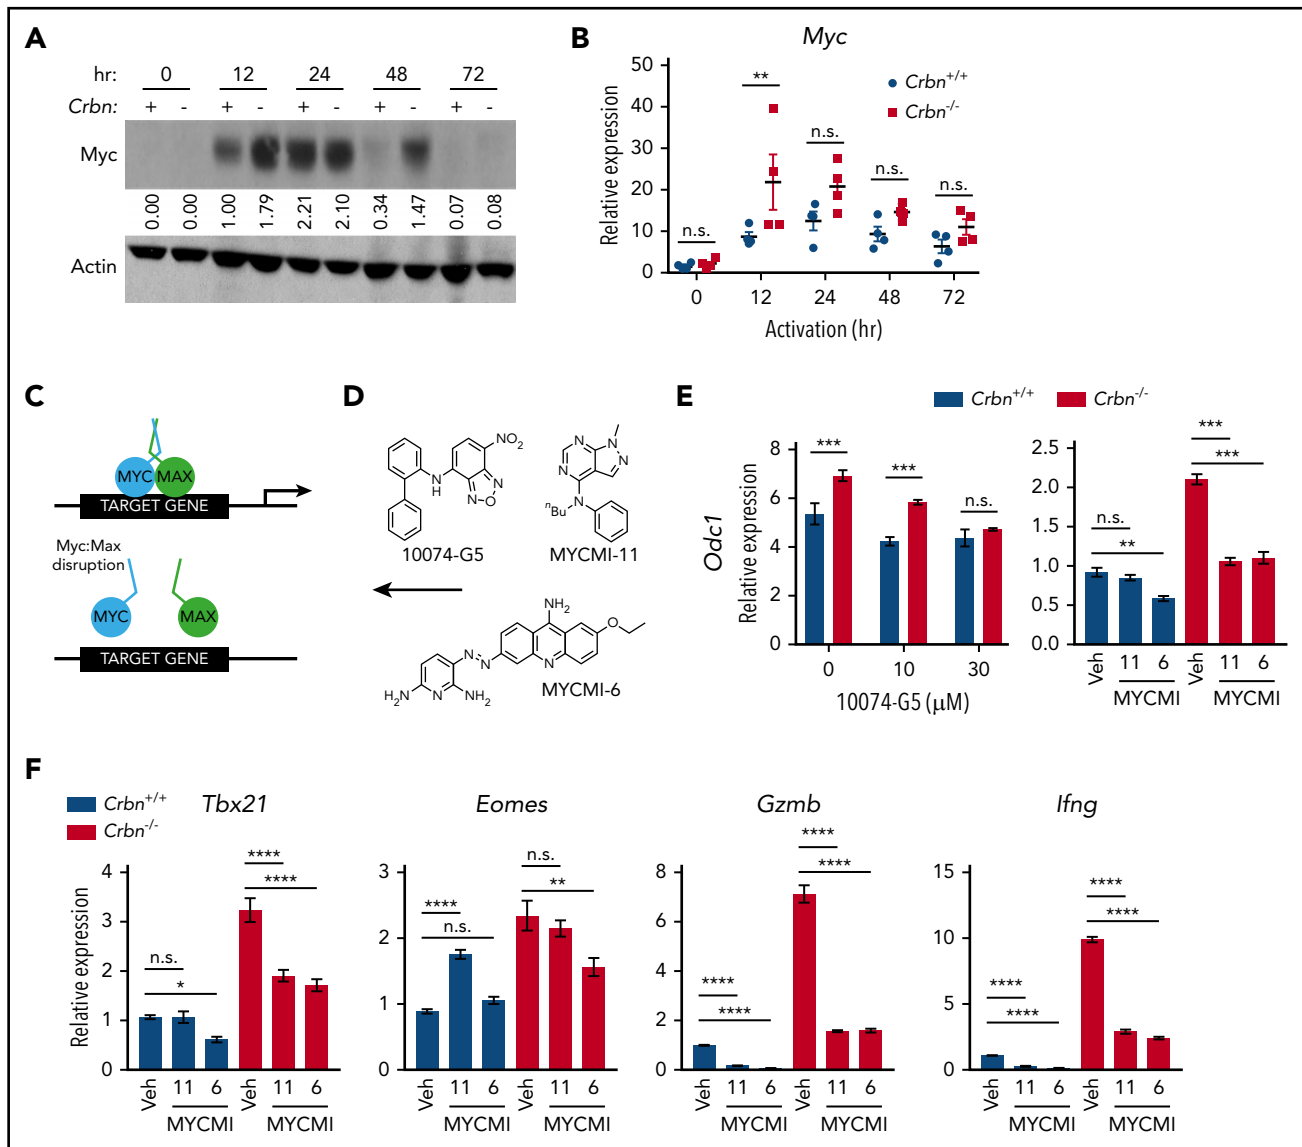 A
hr: 0 12 24 48 72
Crbn: + - + - + - + - + -
Myc
0.00 0.00 1.00 1.79 2.21 2.10 0.34 1.47 0.07 0.08
Actin
B
Myc
Relative expression
50
40
30
20
10
0
n.s. ** n.s. n.s. n.s.
Crbn+/+
Crbn-/-
0 12 24 48 72
Activation (hr)
C
MYC MAX
TARGET GENE
Myc:Max
disruption
MYC MAX
TARGET GENE
D
NO2
N
H
N
N
O
10074-G5
N
N
N
N
N
nBu
MYCMI-11
NH2
O
N
N
N
H2N
N
NH2
MYCMI-6
E
Crbn+/+ Crbn-/-
Odc1
Relative expression
8
6
4
2
0
*** *** n.s.
0 10 30
10074-G5 (μM)
2.5
2.0
1.5
1.0
0.5
0.0
n.s.
**
***
***
Veh 11 6 Veh 11 6
MYCMI MYCMI
F
Crbn+/+
Crbn-/-
Tbx21
Relative expression
4
3
2
1
0
n.s.
*
****
****
Veh 11 6 Veh 11 6
MYCMI MYCMI
Eomes
3
2
1
0
****
n.s.
n.s.
**
Veh 11 6 Veh 11 6
MYCMI MYCMI
Gzmb
8
6
4
2
0
****
****
****
****
Veh 11 6 Veh 11 6
MYCMI MYCMI
Ifng
15
10
5
0
****
****
****
****
Veh 11 6 Veh 11 6
MYCMI MYCMI